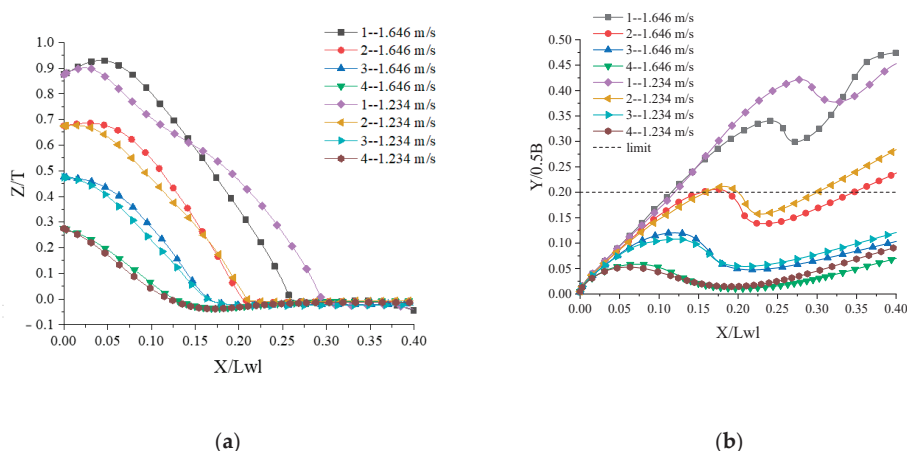 1--1.646 m/s
2--1.646 m/s
3--1.646 m/s
4--1.646 m/s
1--1.234 m/s
2--1.234 m/s
3--1.234 m/s
4--1.234 m/s
1.0
0.9
0.8
0.7
0.6
0.5
0.4
0.3
0.2
0.1
0.0
−0.1
Z/T
0.00 0.05 0.10 0.15 0.20 0.25 0.30 0.35 0.40
X/Lwl
(a)
1--1.646 m/s
2--1.646 m/s
3--1.646 m/s
4--1.646 m/s
1--1.234 m/s
2--1.234 m/s
3--1.234 m/s
4--1.234 m/s
limit
0.50
0.45
0.40
0.35
0.30
0.25
0.20
0.15
0.10
0.05
0.00
Y/0.5B
0.00 0.05 0.10 0.15 0.20 0.25 0.30 0.35 0.40
X/Lwl
(b)